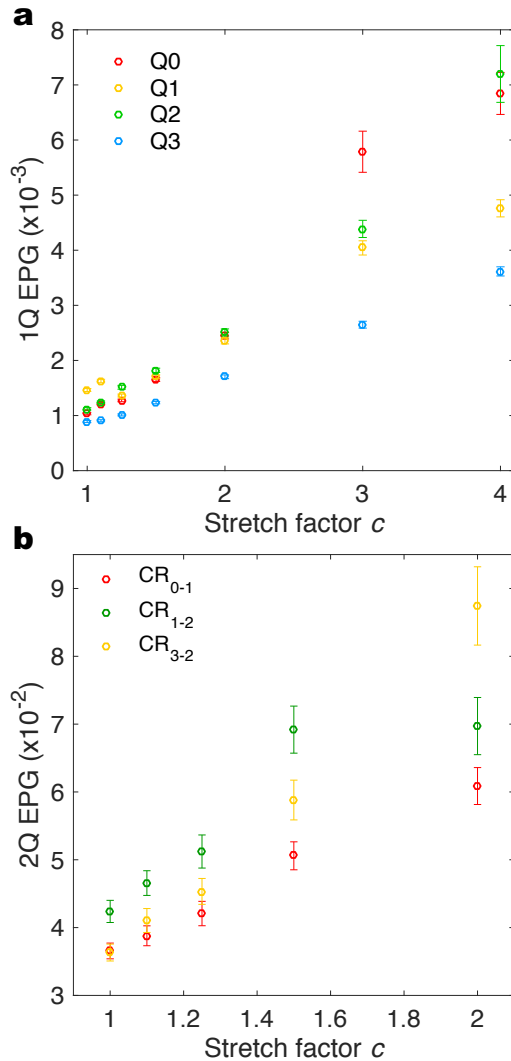 a
8
7
6
5
4
3
2
1
0
1Q EPG (x10-3)
Q0
Q1
Q2
Q3
1
2
3
4
Stretch factor c
b
9
8
7
6
5
4
3
2Q EPG (x10-2)
CR0-1
CR1-2
CR3-2
1
1.2
1.4
1.6
1.8
2
Stretch factor c